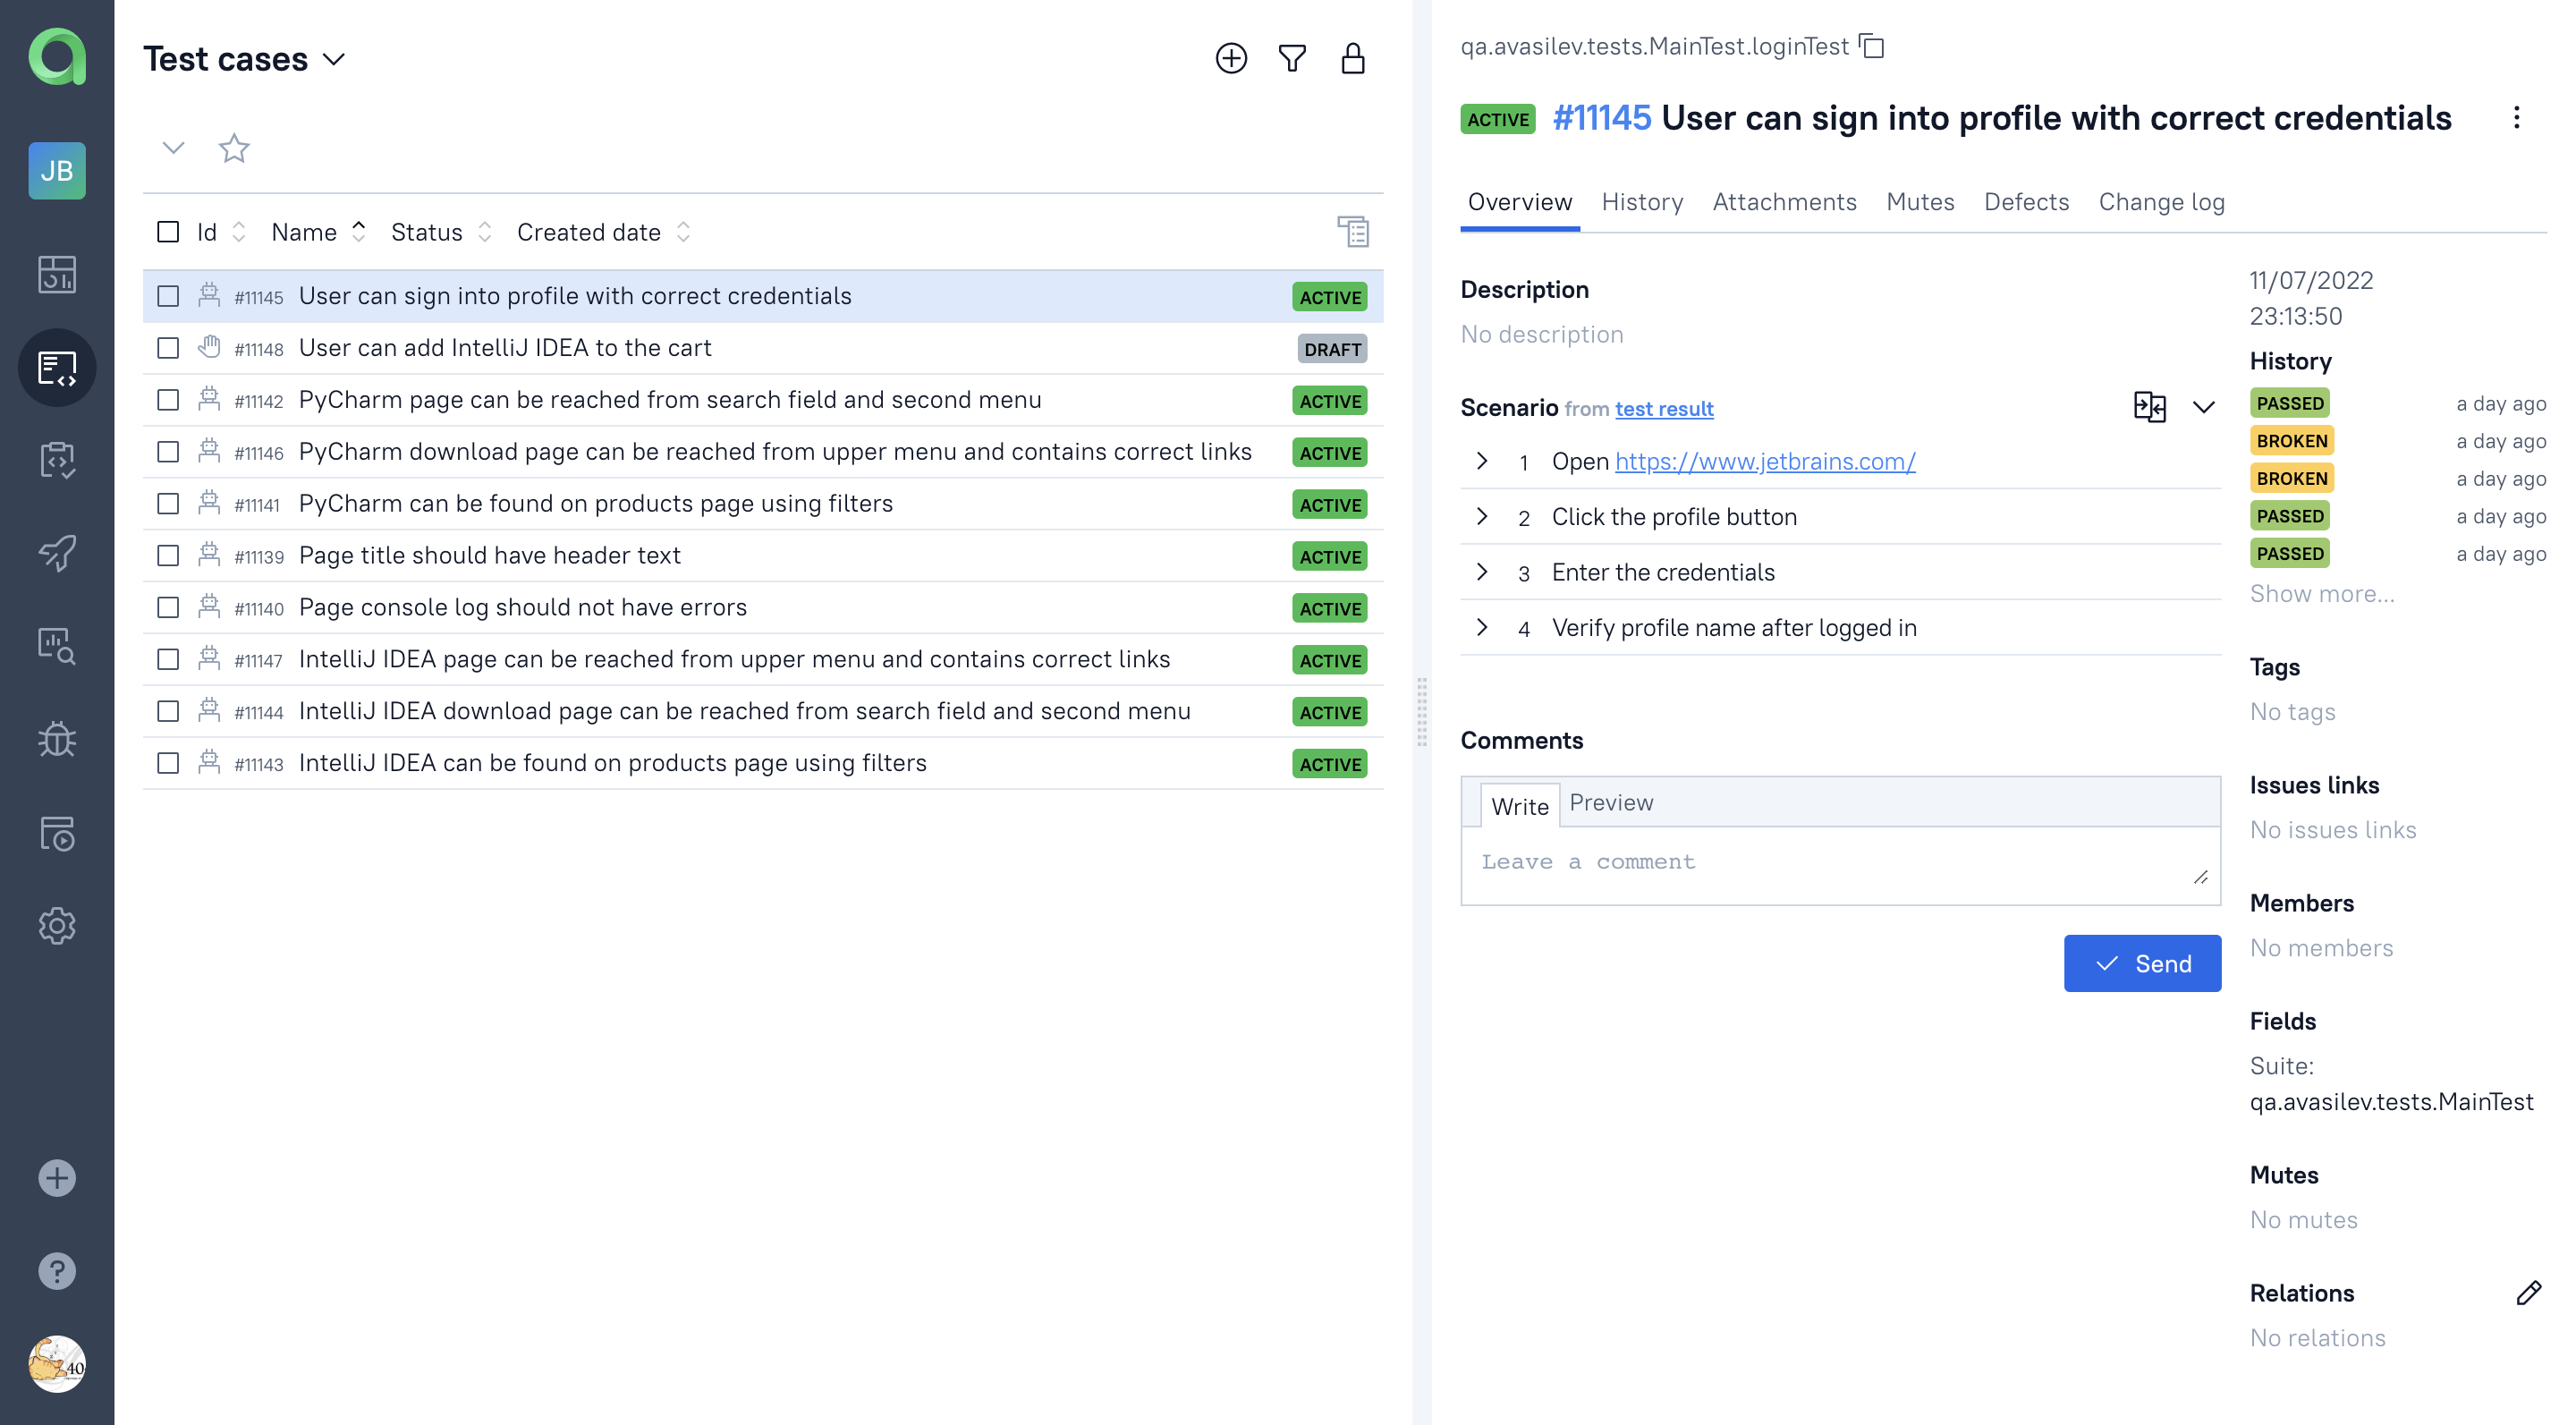 JB
40
Test cases
Id Name Status Created date
#11145 User can sign into profile with correct credentials ACTIVE
#11148 User can add IntelliJ IDEA to the cart DRAFT
#11142 PyCharm page can be reached from search field and second menu ACTIVE
#11146 PyCharm download page can be reached from upper menu and contains correct links ACTIVE
#11141 PyCharm can be found on products page using filters ACTIVE
#11139 Page title should have header text ACTIVE
#11140 Page console log should not have errors ACTIVE
#11147 IntelliJ IDEA page can be reached from upper menu and contains correct links ACTIVE
#11144 IntelliJ IDEA download page can be reached from search field and second menu ACTIVE
#11143 IntelliJ IDEA can be found on products page using filters ACTIVE
qa.avasilev.tests.MainTest.loginTest
ACTIVE #11145 User can sign into profile with correct credentials
Overview History Attachments Mutes Defects Change log
Description
No description
Scenario from test result
1 Open https://www.jetbrains.com/
2 Click the profile button
3 Enter the credentials
4 Verify profile name after logged in
Comments
Write Preview
Leave a comment
Send
11/07/2022
23:13:50
History
PASSED a day ago
BROKEN a day ago
BROKEN a day ago
PASSED a day ago
PASSED a day ago
Show more...
Tags
No tags
Issues links
No issues links
Members
No members
Fields
Suite:
qa.avasilev.tests.MainTest
Mutes
No mutes
Relations
No relations